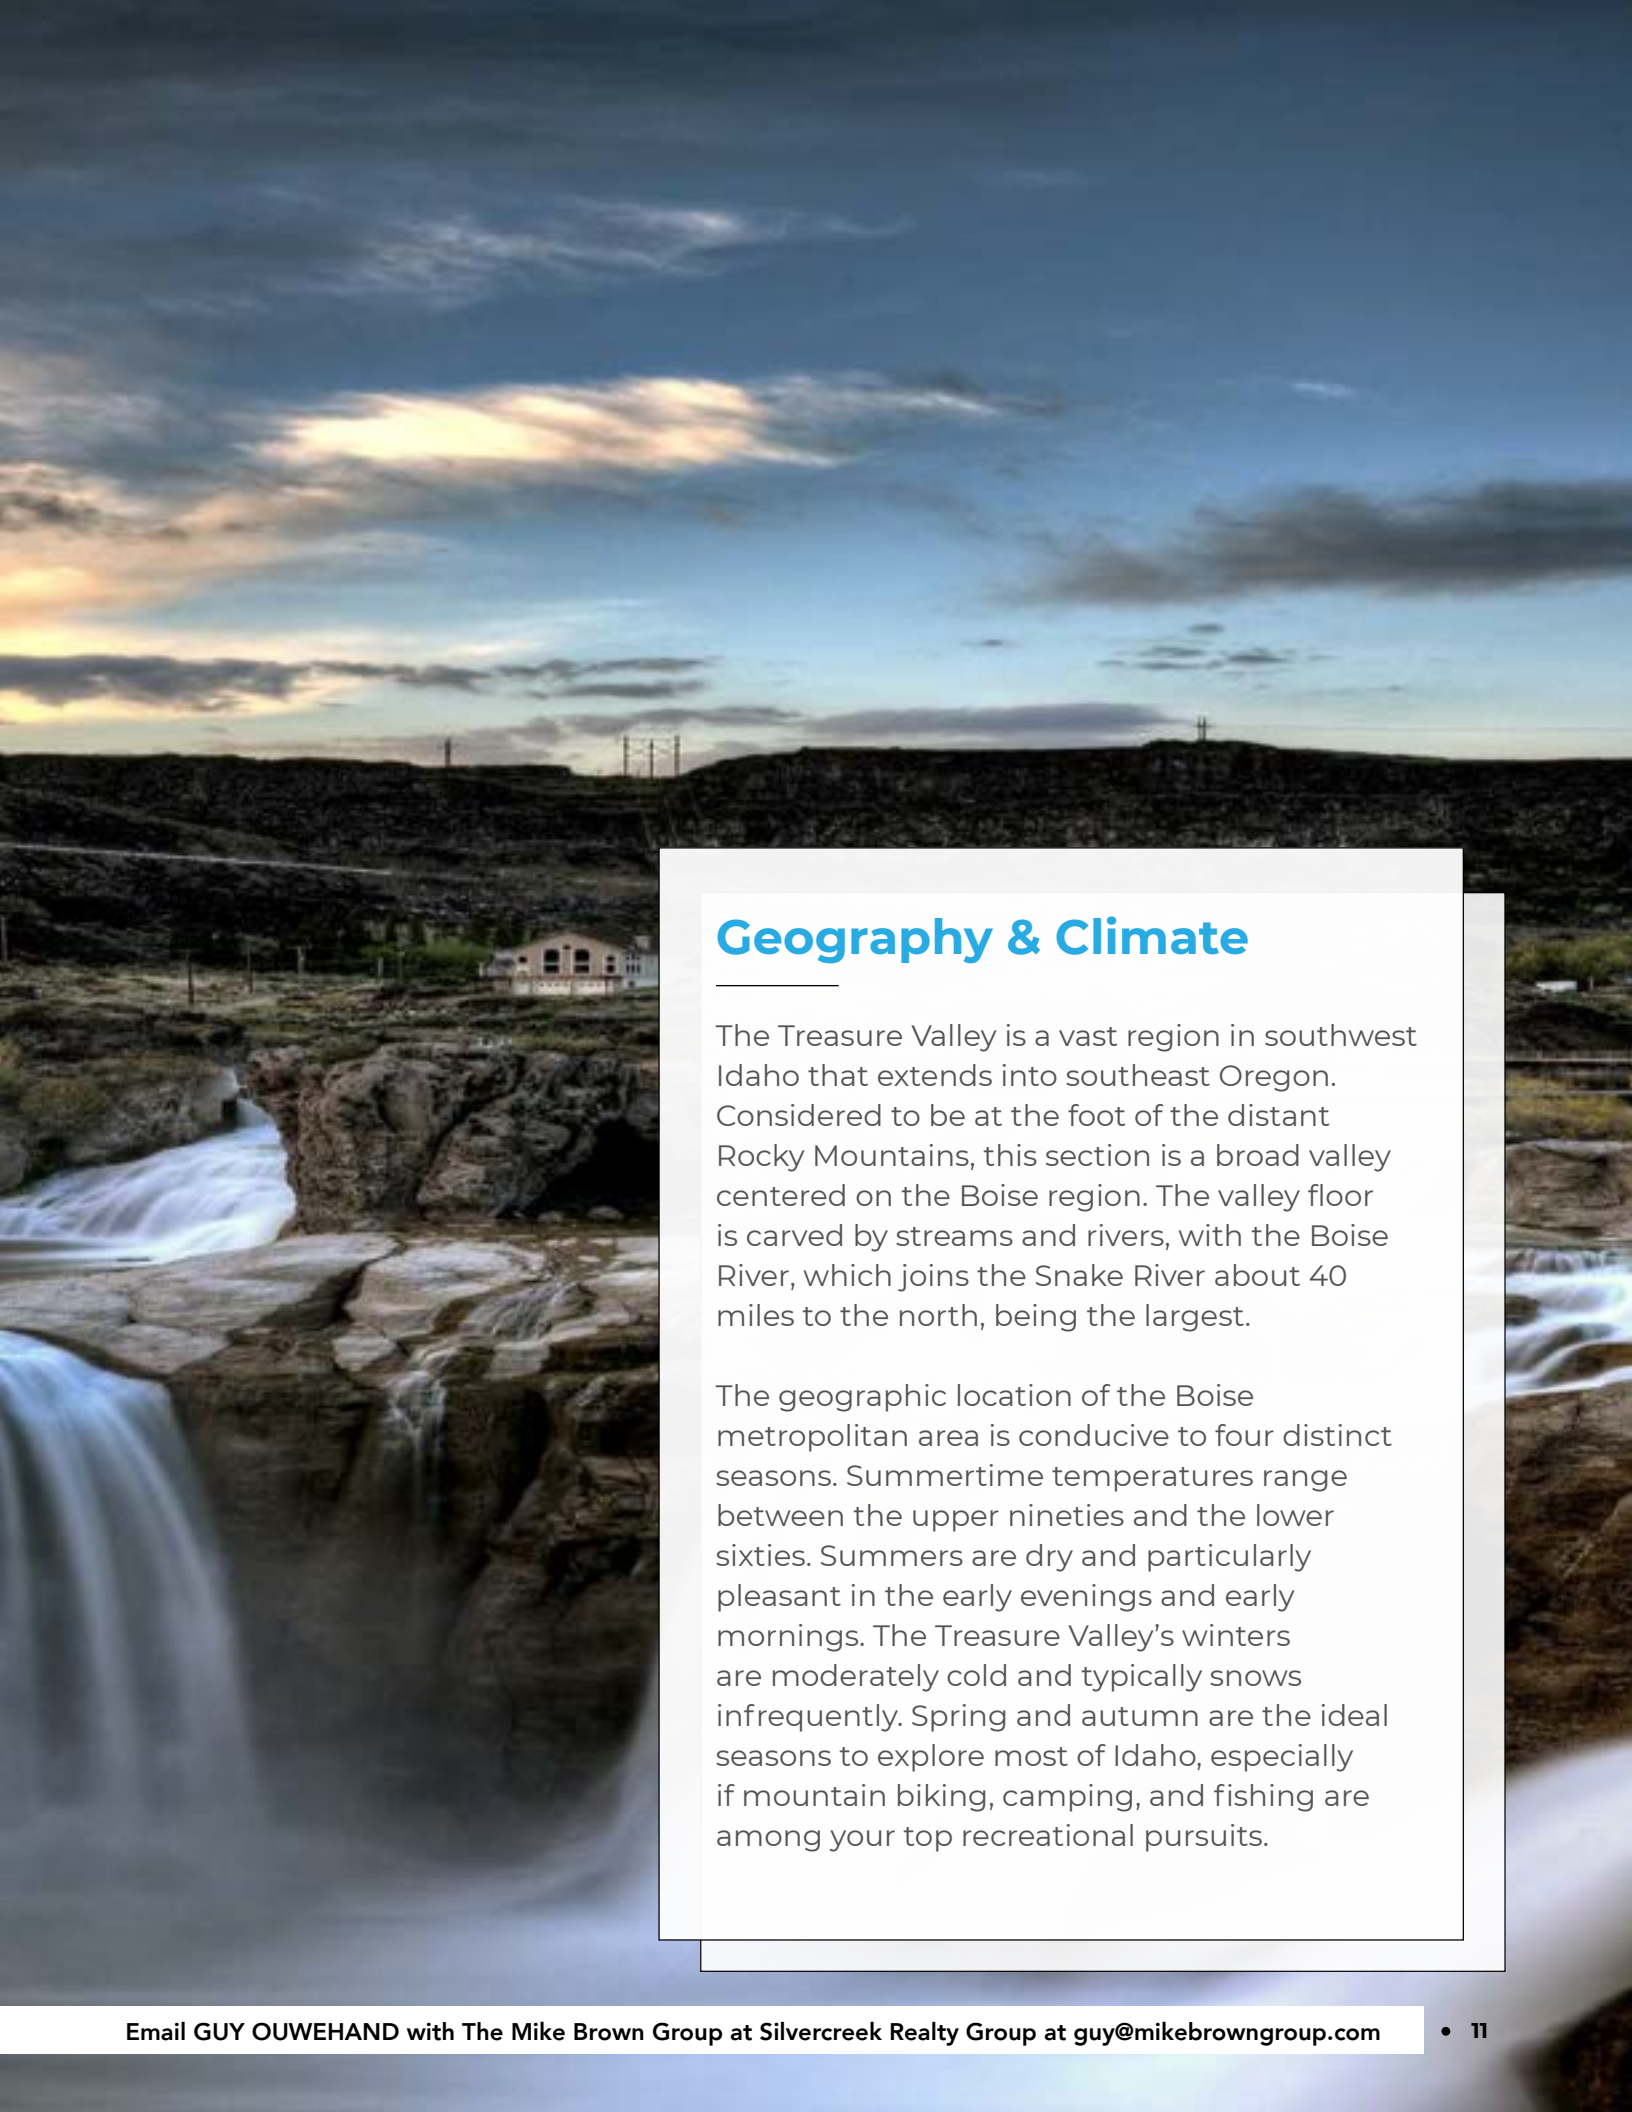 Geography & Climate
The Treasure Valley is a vast region in southwest
Idaho that extends into southeast Oregon.
Considered to be at the foot of the distant
Rocky Mountains, this section is a broad valley
centered on the Boise region. The valley floor
is carved by streams and rivers, with the Boise
River, which joins the Snake River about 40
miles to the north, being the largest.
The geographic location of the Boise
metropolitan area is conducive to four distinct
seasons. Summertime temperatures range
between the upper nineties and the lower
sixties. Summers are dry and particularly
pleasant in the early evenings and early
mornings. The Treasure Valley’s winters
are moderately cold and typically snows
infrequently. Spring and autumn are the ideal
seasons to explore most of Idaho, especially
if mountain biking, camping, and fishing are
among your top recreational pursuits.
Email GUY OUWEHAND with The Mike Brown Group at Silvercreek Realty Group at guy@mikebrowngroup.com • 11